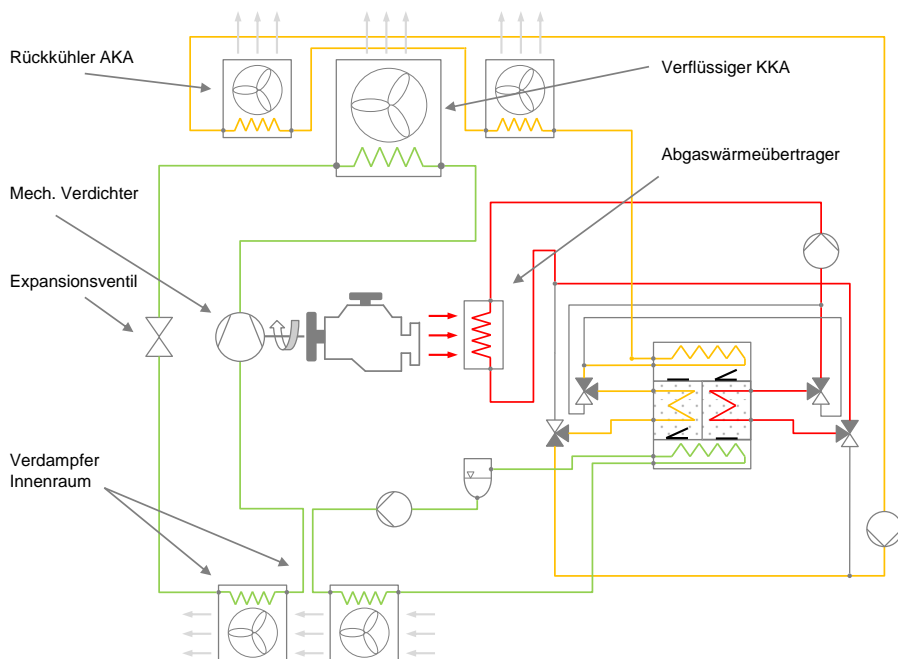 Rückkühler AKA
Verflüssiger KKA
Abgaswärmeübertrager
Mech. Verdichter
Expansionsventil
Verdampfer
Innenraum